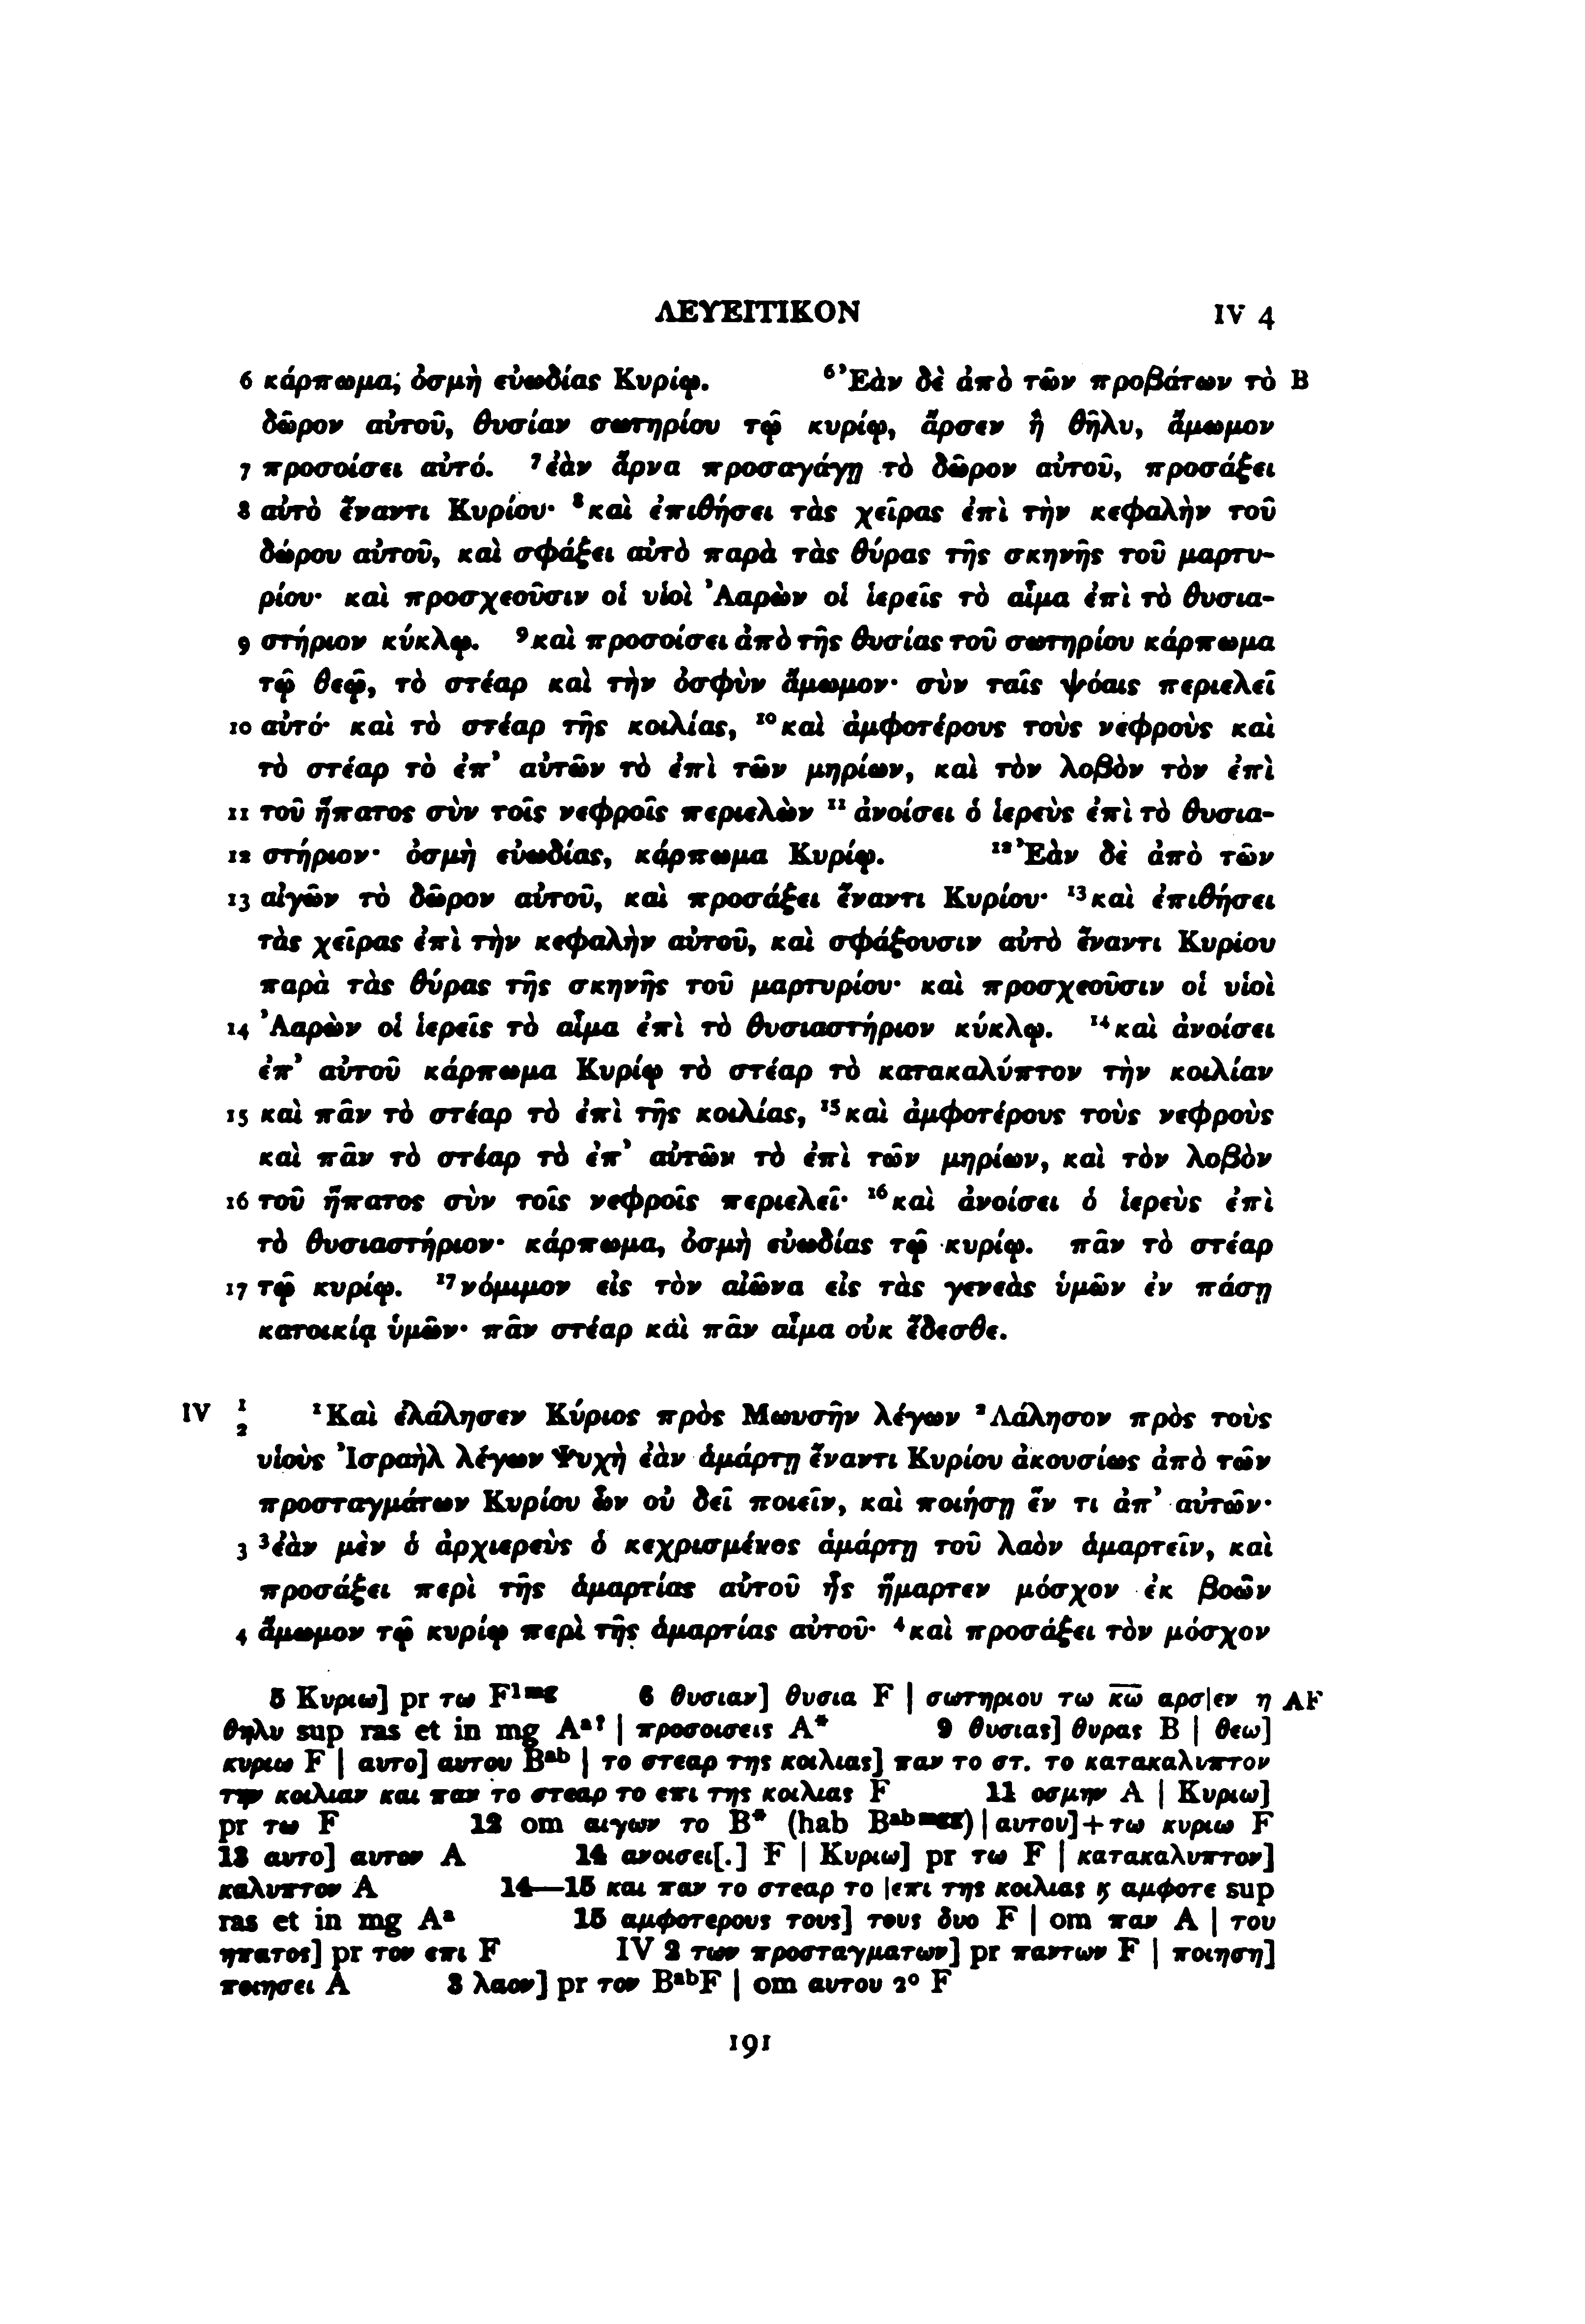 ΛΕΥΕΙΤΙΚΟΝ IV 4
6 κάρπωμα, ὀσμὴ εὐωδίας Κυρίῳ. ⁶Ἐὰν δὲ ἀπὸ τῶν προβάτων τὸ B
δῶρον αὐτοῦ, θυσίαν σωτηρίου τῷ κυρίῳ, ἄρσεν ἢ θῆλυ, ἄμωμον
7 προσοίσει αὐτό. ⁷ἐὰν ἄρνα προσαγάγῃ τὸ δῶρον αὐτοῦ, προσάξει
8 αὐτὸ ἔναντι Κυρίου· ⁸καὶ ἐπιθήσει τὰς χεῖρας ἐπὶ τὴν κεφαλὴν τοῦ
δώρου αὐτοῦ, καὶ σφάξει αὐτὸ παρὰ τὰς θύρας τῆς σκηνῆς τοῦ μαρτυ-
ρίου· καὶ προσχεοῦσιν οἱ υἱοὶ Ἀαρὼν οἱ ἱερεῖς τὸ αἷμα ἐπὶ τὸ θυσια-
9 στήριον κύκλῳ. ⁹καὶ προσοίσει ἀπὸ τῆς θυσίας τοῦ σωτηρίου κάρπωμα
τῷ θεῷ, τὸ στέαρ καὶ τὴν ὀσφὺν ἄμωμον· σὺν ταῖς ψόαις περιελεῖ
10 αὐτό· καὶ τὸ στέαρ τῆς κοιλίας, ¹⁰καὶ ἀμφοτέρους τοὺς νεφροὺς καὶ
τὸ στέαρ τὸ ἐπ’ αὐτῶν τὸ ἐπὶ τῶν μηρίων, καὶ τὸν λοβὸν τὸν ἐπὶ
11 τοῦ ἥπατος σὺν τοῖς νεφροῖς περιελὼν ¹¹ἀνοίσει ὁ ἱερεὺς ἐπὶ τὸ θυσια-
12 στήριον· ὀσμὴ εὐωδίας, κάρπωμα Κυρίῳ. ¹²Ἐὰν δὲ ἀπὸ τῶν
13 αἰγῶν τὸ δῶρον αὐτοῦ, καὶ προσάξει ἔναντι Κυρίου· ¹³καὶ ἐπιθήσει
τὰς χεῖρας ἐπὶ τὴν κεφαλὴν αὐτοῦ, καὶ σφάξουσιν αὐτὸ ἔναντι Κυρίου
παρὰ τὰς θύρας τῆς σκηνῆς τοῦ μαρτυρίου· καὶ προσχεοῦσιν οἱ υἱοὶ
14 Ἀαρὼν οἱ ἱερεῖς τὸ αἷμα ἐπὶ τὸ θυσιαστήριον κύκλῳ. ¹⁴καὶ ἀνοίσει
ἐπ’ αὐτοῦ κάρπωμα Κυρίῳ τὸ στέαρ τὸ κατακαλύπτον τὴν κοιλίαν
15 καὶ πᾶν τὸ στέαρ τὸ ἐπὶ τῆς κοιλίας, ¹⁵καὶ ἀμφοτέρους τοὺς νεφροὺς
καὶ πᾶν τὸ στέαρ τὸ ἐπ’ αὐτῶν τὸ ἐπὶ τῶν μηρίων, καὶ τὸν λοβὸν
16 τοῦ ἥπατος σὺν τοῖς νεφροῖς περιελεῖ· ¹⁶καὶ ἀνοίσει ὁ ἱερεὺς ἐπὶ
τὸ θυσιαστήριον· κάρπωμα, ὀσμὴ εὐωδίας τῷ κυρίῳ. πᾶν τὸ στέαρ
17 τῷ κυρίῳ. ¹⁷νόμιμον εἰς τὸν αἰῶνα εἰς τὰς γενεὰς ὑμῶν ἐν πάσῃ
κατοικίᾳ ὑμῶν· πᾶν στέαρ καὶ πᾶν αἷμα οὐκ ἔδεσθε.
IV 1 2 ¹Καὶ ἐλάλησεν Κύριος πρὸς Μωυσῆν λέγων ²Λάλησον πρὸς τοὺς
υἱοὺς Ἰσραὴλ λέγων Ψυχὴ ἐὰν ἁμάρτῃ ἔναντι Κυρίου ἀκουσίως ἀπὸ τῶν
προσταγμάτων Κυρίου ὧν οὐ δεῖ ποιεῖν, καὶ ποιήσῃ ἕν τι ἀπ’ αὐτῶν·
3 ³ἐὰν μὲν ὁ ἀρχιερεὺς ὁ κεχρισμένος ἁμάρτῃ τοῦ λαὸν ἁμαρτεῖν, καὶ
προσάξει περὶ τῆς ἁμαρτίας αὐτοῦ ἧς ἥμαρτεν μόσχον ἐκ βοῶν
4 ἄμωμον τῷ κυρίῳ περὶ τῆς ἁμαρτίας αὐτοῦ· ⁴καὶ προσάξει τὸν μόσχον
5 Κυριω] pr τω F¹ᵐᵍ 6 θυσιαν] θυσια F | σωτηριου τω κ̅ω̅ αρσ|εν η AF
θηλυ sup ras et in mg Aᵃ? | προσοισεις A* 9 θυσιας] θυρας B | θεω]
κυριω F | αυτο] αυτου Bᵃᵇ | το στεαρ της κοιλιας] παν το στ. το κατακαλυπτον
την κοιλιαν και παν το στεαρ το επι της κοιλιας F 11 οσμην A | Κυριω]
pr τω F 12 om αιγων το B* (hab Bᵃᵇᵐᵍᵍ) | αυτου]+τω κυριω F
13 αυτο] αυτον A 14 ανοισει[.] F | Κυριω] pr τω F | κατακαλυπτον]
καλυπτον A 14—15 και παν το στεαρ το |επι της κοιλιας ϗ αμφοτε sup
ras et in mg Aᵃ 15 αμφοτερους τους] τους δυο F | om παν A | του
ηπατος] pr τον επι F IV 2 των προσταγματων] pr παντων F | ποιηση]
ποιησει A 3 λαον] pr τον BᵃᵇF | om αυτου 2° F
191